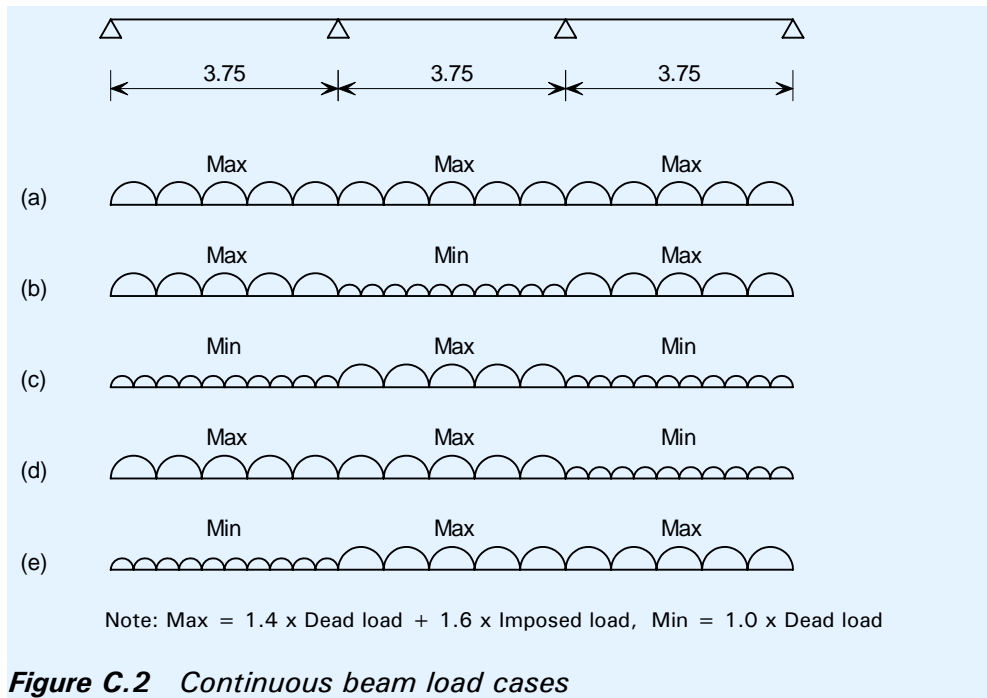 3.75 3.75 3.75
Max Max Max
(a)
Max Min Max
(b)
Min Max Min
(c)
Max Max Min
(d)
Min Max Max
(e)
Note: Max = 1.4 x Dead load + 1.6 x Imposed load, Min = 1.0 x Dead load
Figure C.2 Continuous beam load cases